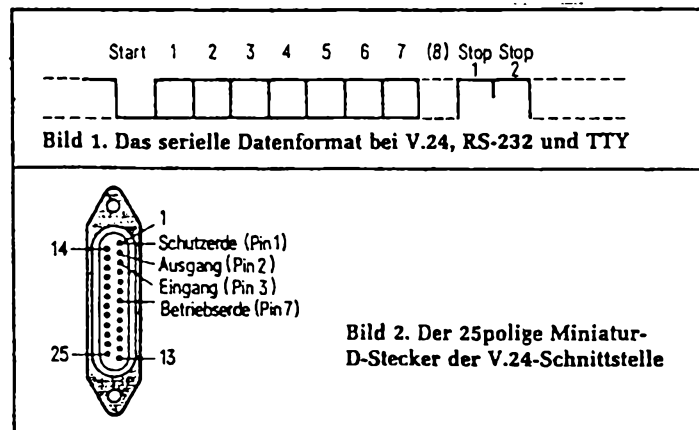 Start 1 2 3 4 5 6 7 (8) Stop Stop
1 2
Bild 1. Das serielle Datenformat bei V.24, RS-232 und TTY
1
14 Schutzerde (Pin 1)
Ausgang (Pin 2)
Eingang (Pin 3)
Betriebserde (Pin 7)
Bild 2. Der 25polige Miniatur-
25 13 D-Stecker der V.24-Schnittstelle